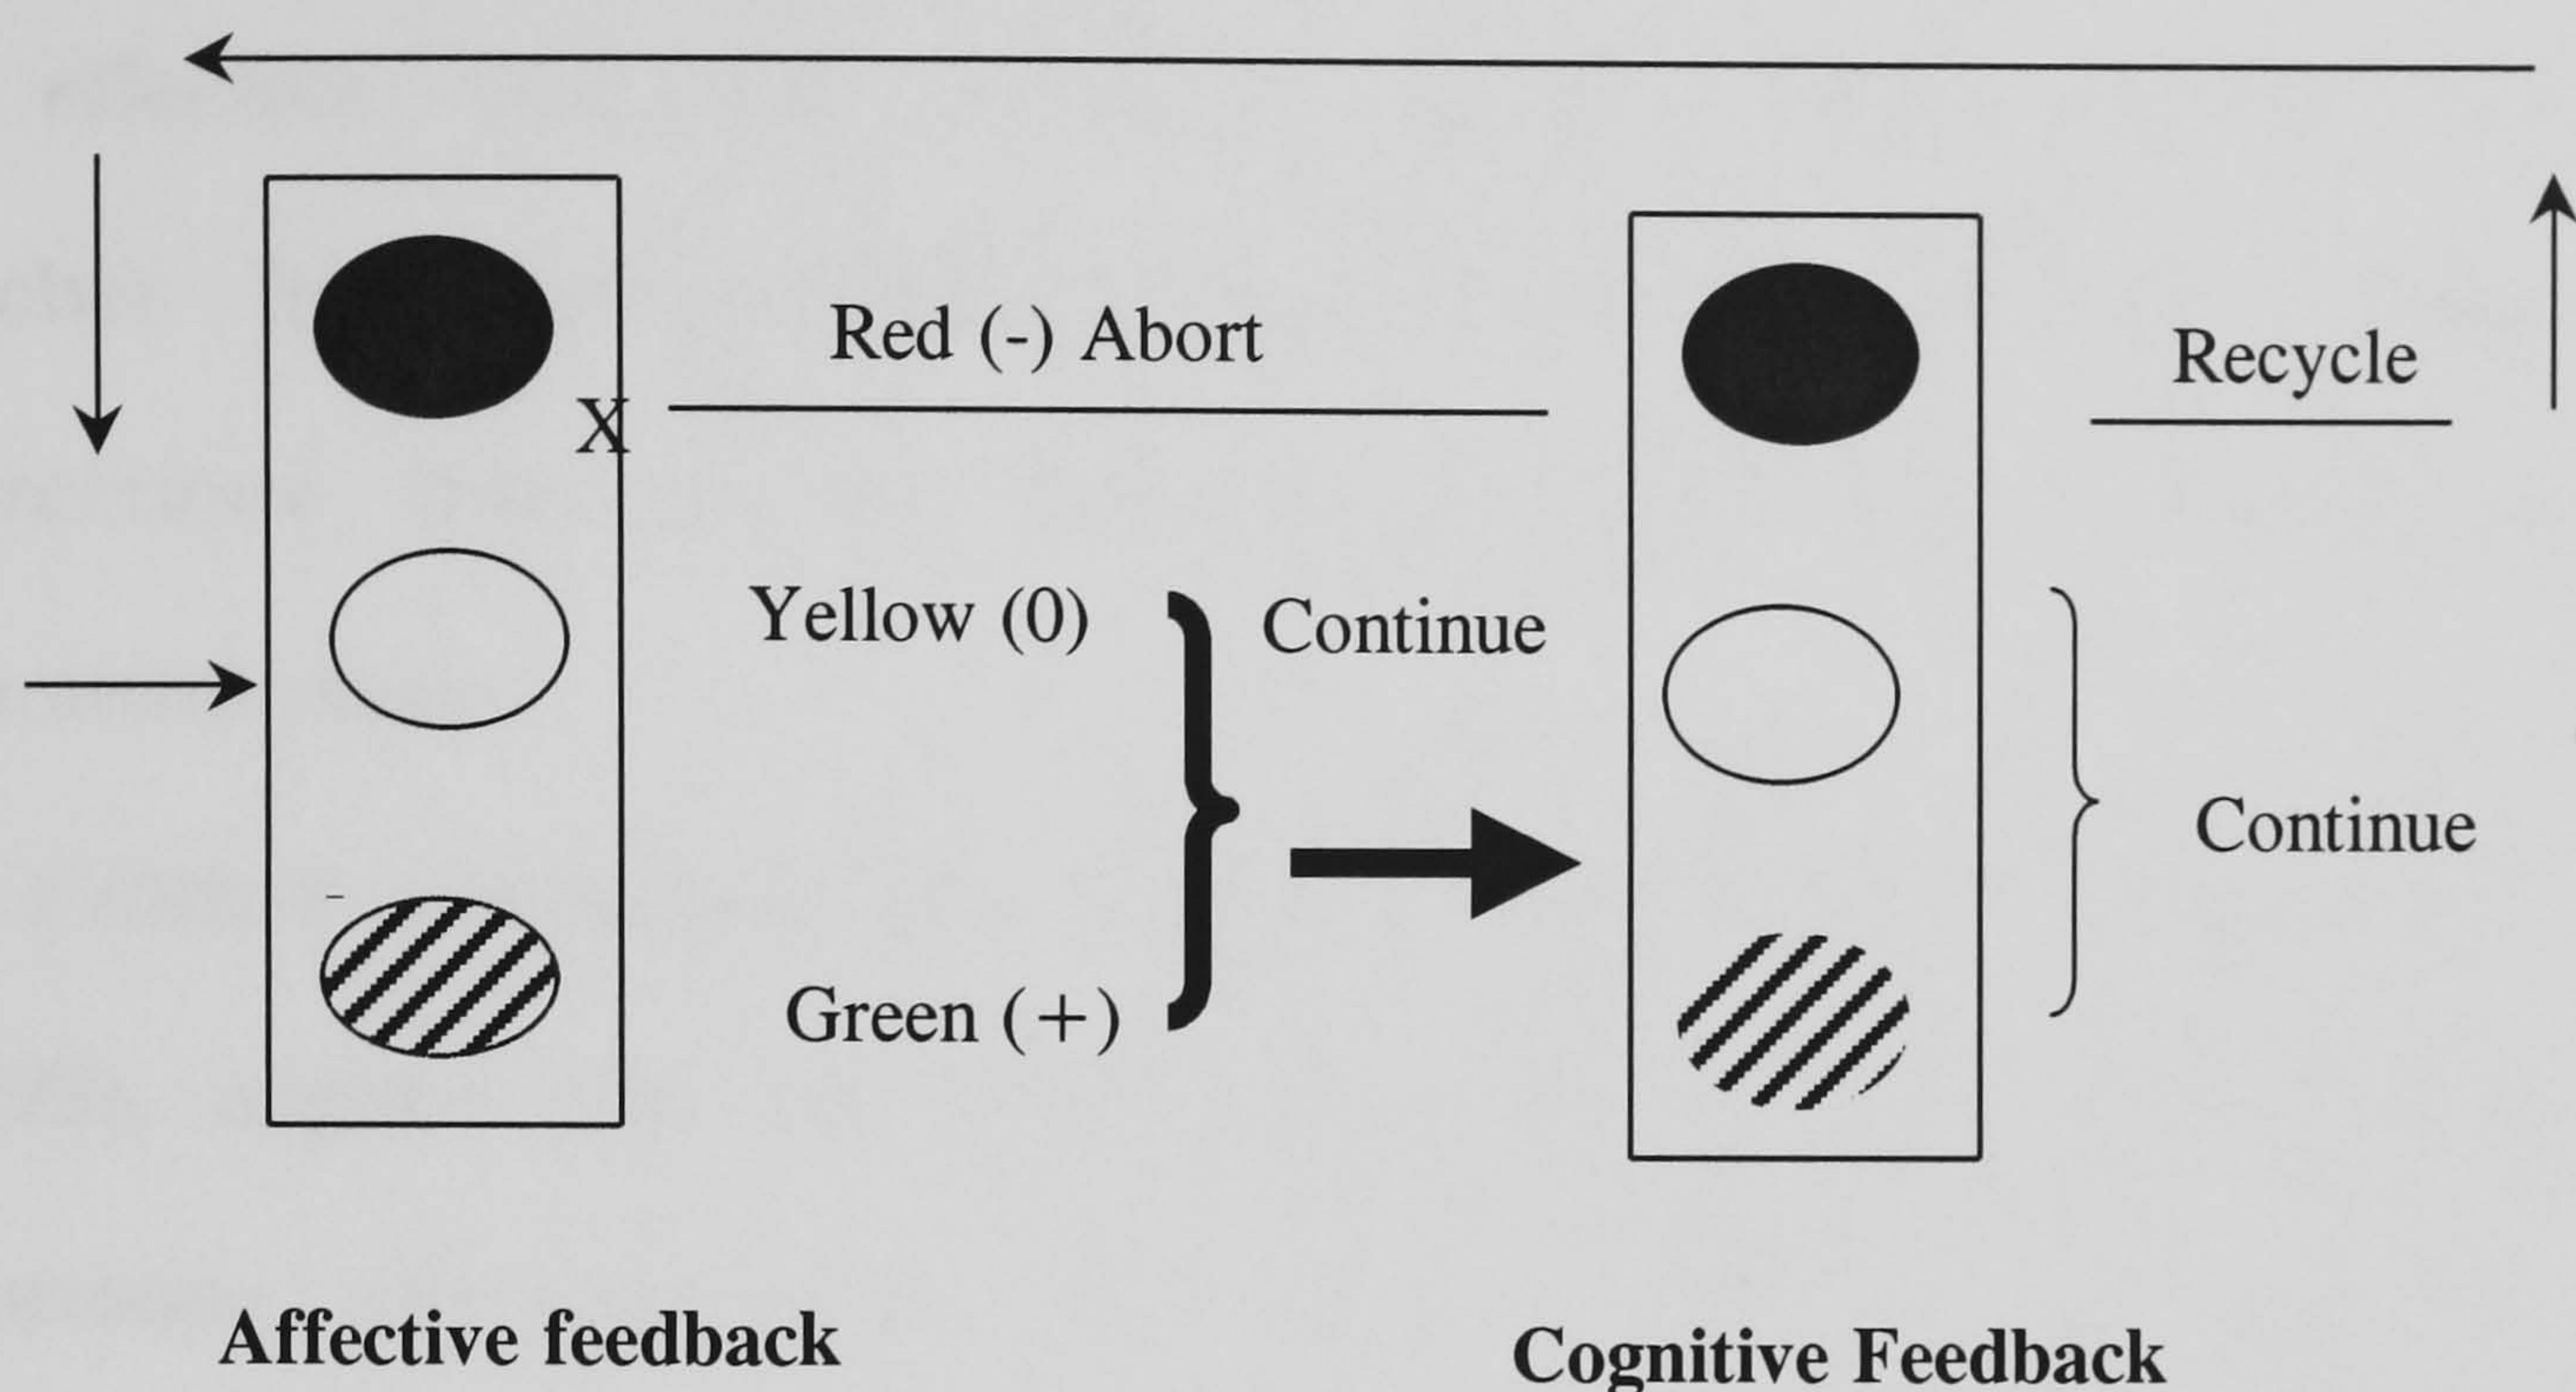 Red (-) Abort
X
Recycle
Yellow (0)
Continue
Continue
Green (+)
Affective feedback
Cognitive Feedback